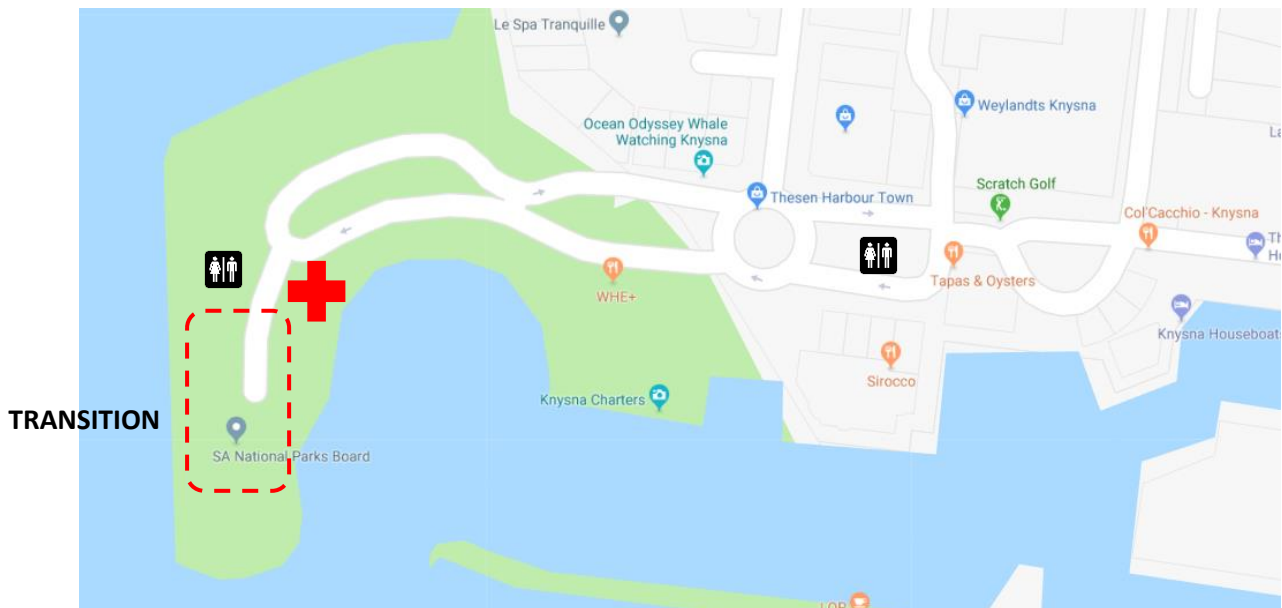 Le Spa Tranquille
Weylandts Knysna
Ocean Odyssey Whale
Watching Knysna
Scratch Golf
Thesen Harbour Town
Col'Cacchio - Knysna
WHE+
Tapas & Oysters
Knysna Houseboats
Sirocco
Knysna Charters
TRANSITION
SA National Parks Board